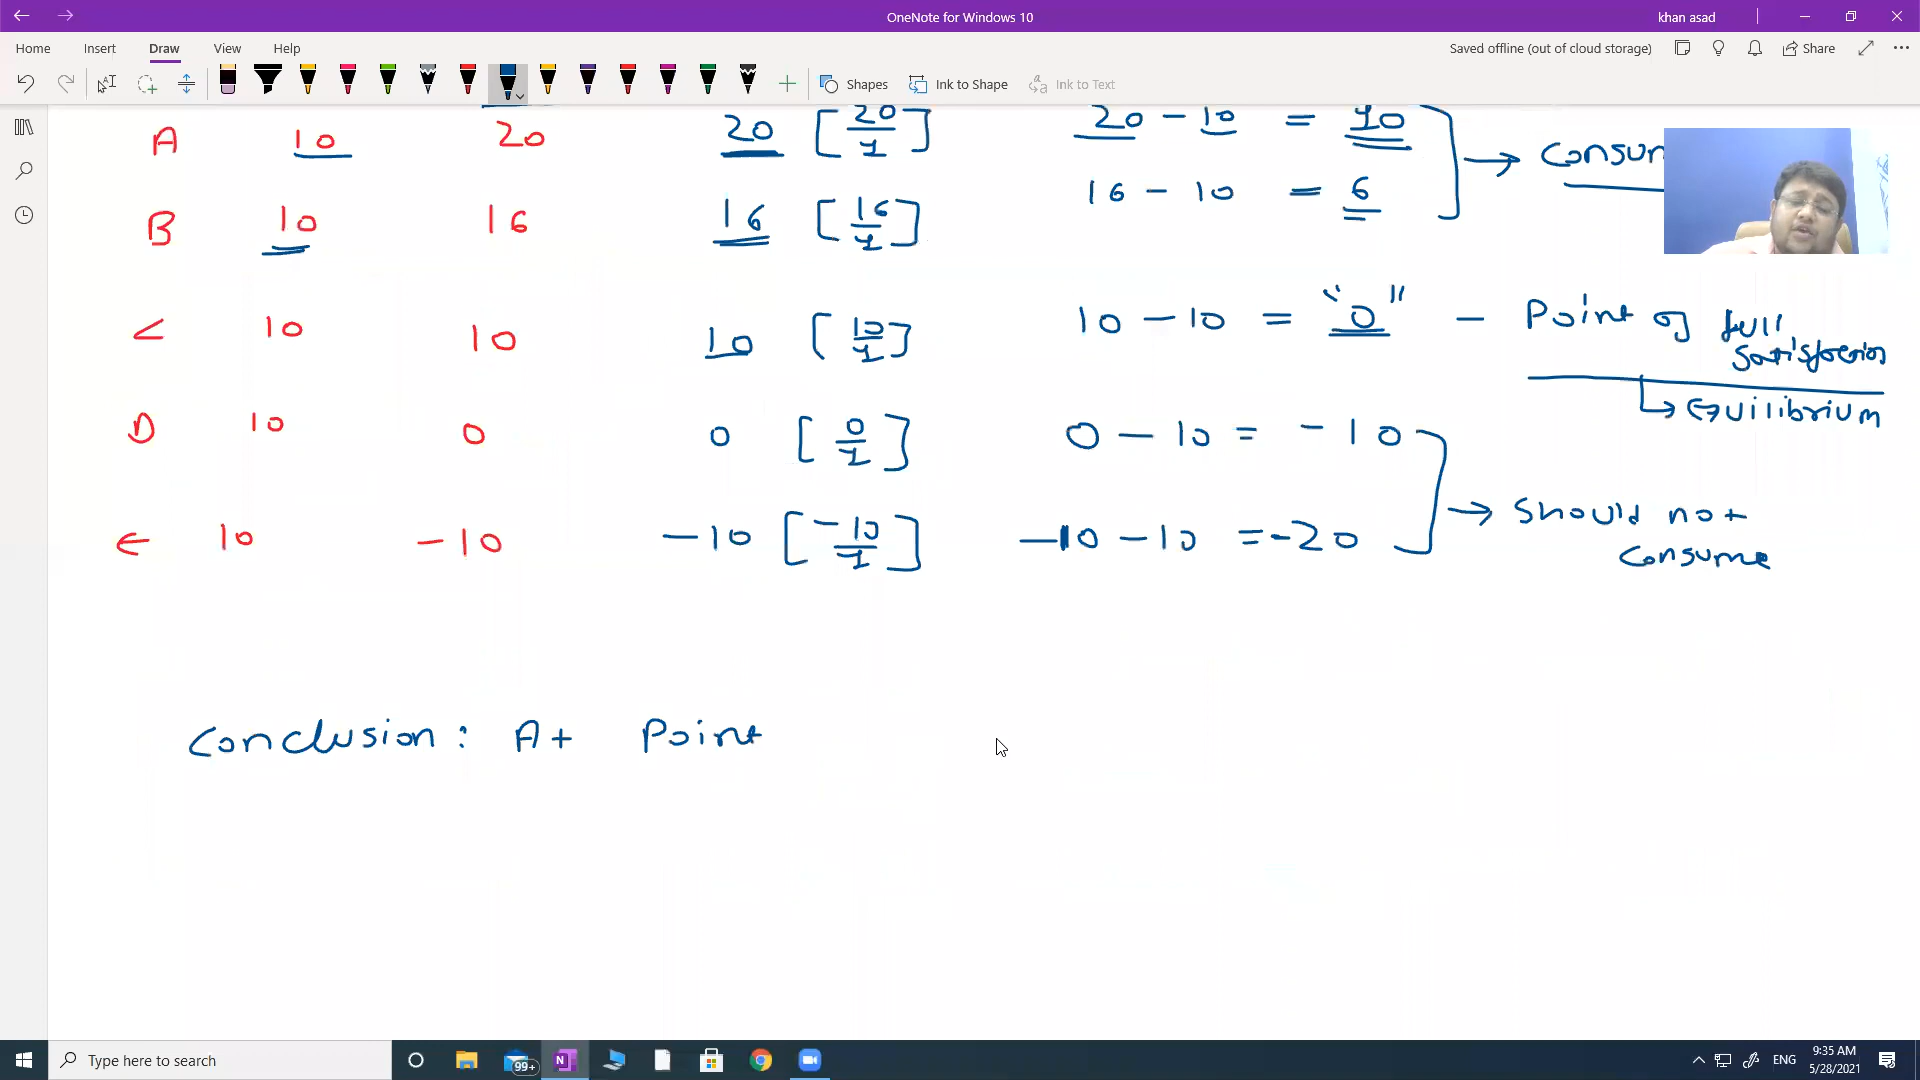 OneNote for Windows 10
khan asad
Home Insert Draw View Help
Saved offline (out of cloud storage)
Share
Shapes
Ink to Shape
Ink to Text
A 10 20 20 [20/1] 20 - 10 = 10
→ Consum
B 10 16 16 [16/1] 16 - 10 = 6
C 10 10 10 [10/1] 10 - 10 = "0" - Point of full satisfaction
↳ Equilibrium
D 10 0 0 [0/1] 0 - 10 = -10
→ Should not
consume
E 10 -10 -10 [-10/1] -10 - 10 = -20
Conclusion: At Point
Type here to search
99+
ENG
9:35 AM
5/28/2021